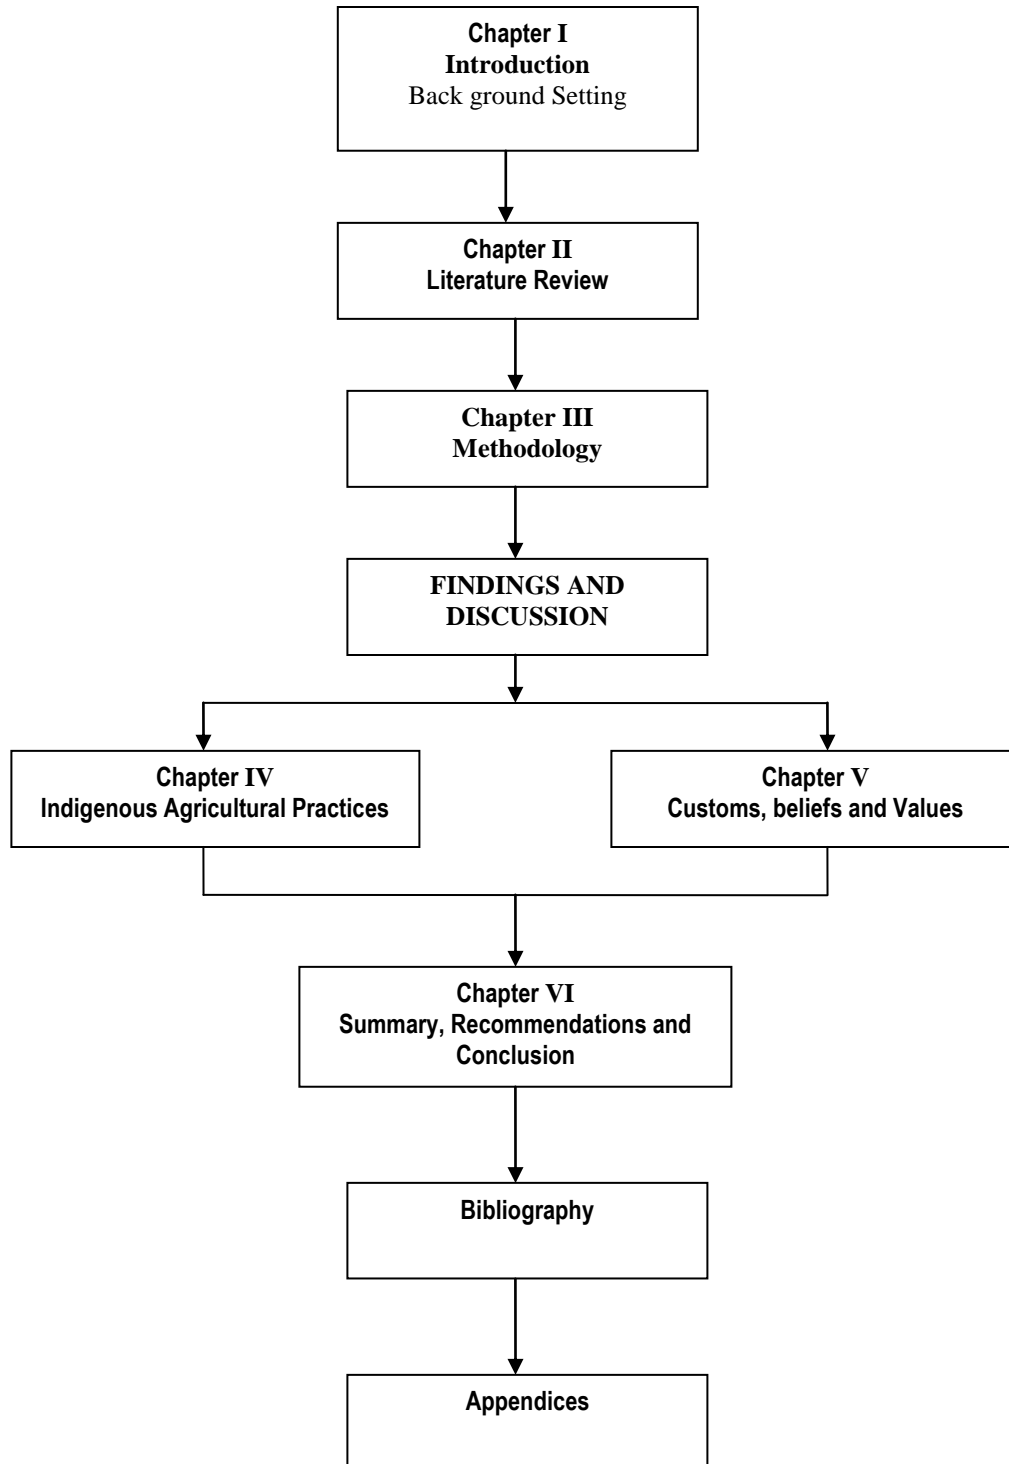 Chapter I
Introduction
Back ground Setting
Chapter II
Literature Review
Chapter III
Methodology
FINDINGS AND
DISCUSSION
Chapter IV
Indigenous Agricultural Practices
Chapter V
Customs, beliefs and Values
Chapter VI
Summary, Recommendations and
Conclusion
Bibliography
Appendices